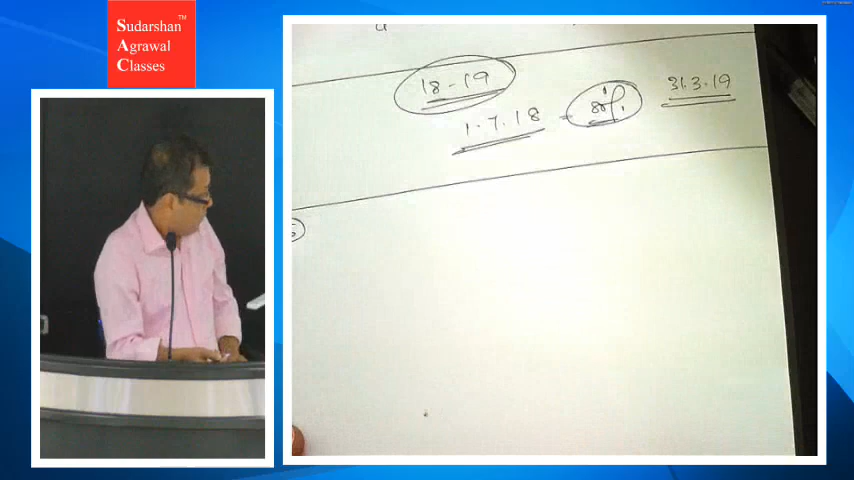 Sudarshan™
Agrawal
Classes
18-19
1.7.18 - 31.3.19